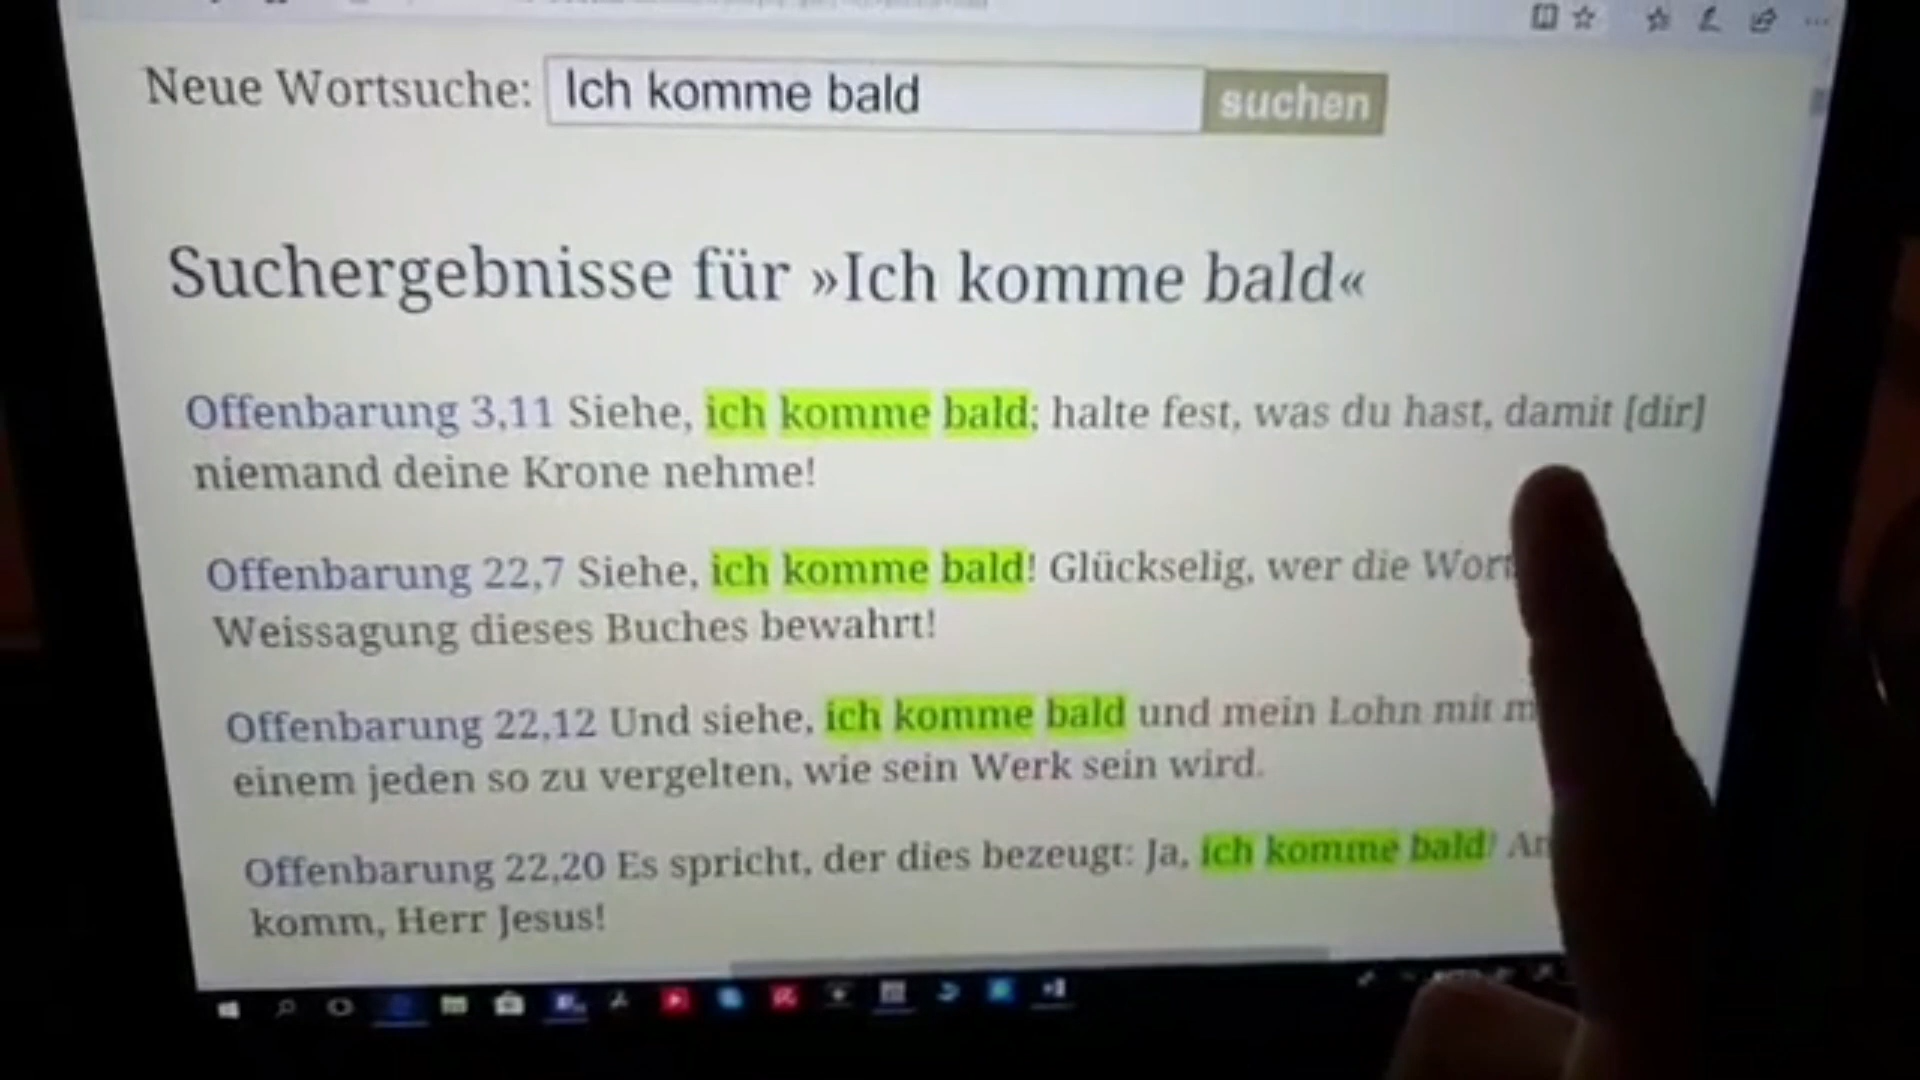 Neue Wortsuche: Ich komme bald suchen
Suchergebnisse für »Ich komme bald«
Offenbarung 3,11 Siehe, ich komme bald; halte fest, was du hast, damit [dir]
niemand deine Krone nehme!
Offenbarung 22,7 Siehe, ich komme bald! Glückselig, wer die
Weissagung dieses Buches bewahrt!
Offenbarung 22,12 Und siehe, ich komme bald und mein Lohn mit
einem jeden so zu vergelten, wie sein Werk sein wird.
Offenbarung 22,20 Es spricht, der dies bezeugt: Ja, ich komme bald!
komm, Herr Jesus!